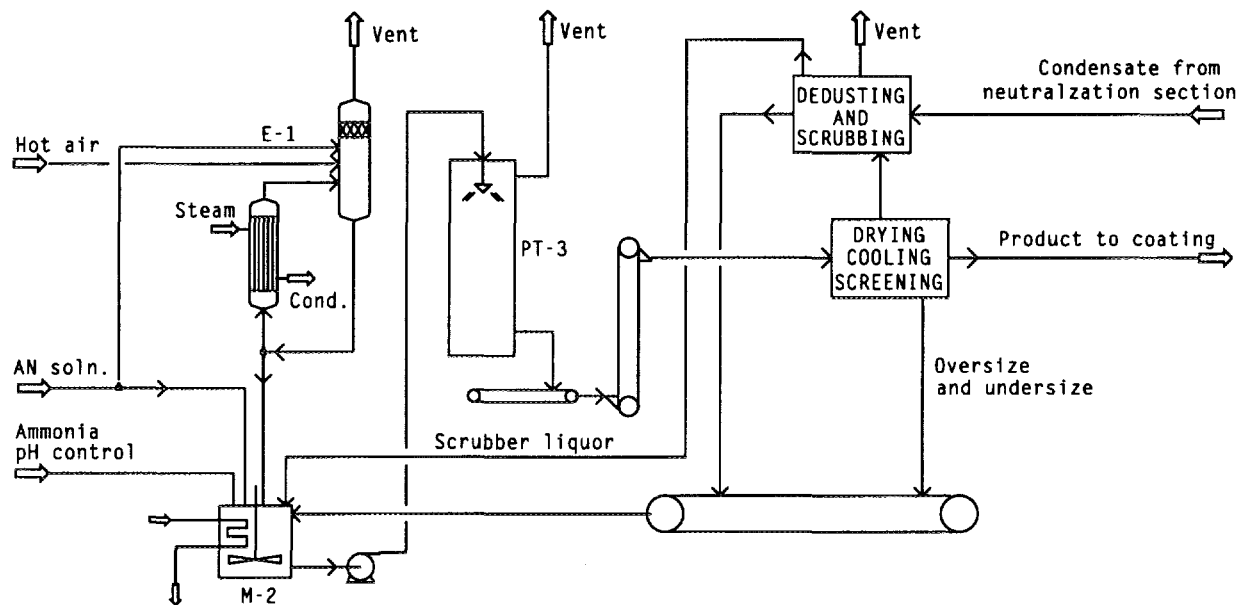 Vent
Vent
Vent
Condensate from
neutralzation section
DEDUSTING
AND
SCRUBBING
E-1
Hot air
Steam
PT-3
DRYING
COOLING
SCREENING
Product to coating
Cond.
AN soln.
Oversize
and undersize
Ammonia
pH control
Scrubber liquor
M-2